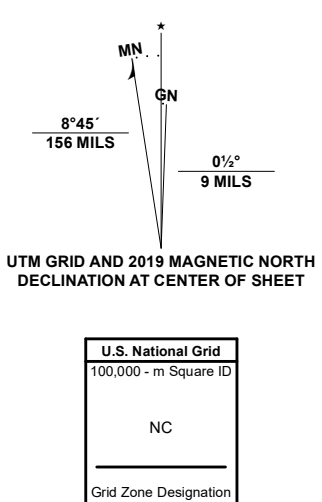 ★
MN
GN
8°45´
156 MILS
0½°
9 MILS
UTM GRID AND 2019 MAGNETIC NORTH
DECLINATION AT CENTER OF SHEET
U.S. National Grid
100,000 - m Square ID
NC
Grid Zone Designation